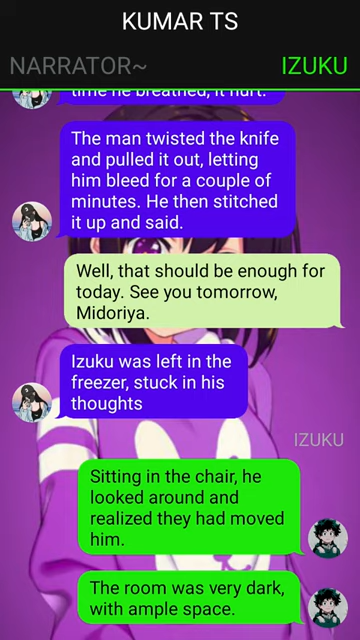 KUMAR TS
NARRATOR~
IZUKU
time he breathed, it hurt.
The man twisted the knife
and pulled it out, letting
him bleed for a couple of
minutes. He then stitched
it up and said.
Well, that should be enough for
today. See you tomorrow,
Midoriya.
Izuku was left in the
freezer, stuck in his
thoughts
IZUKU
Sitting in the chair, he
looked around and
realized they had moved
him.
The room was very dark,
with ample space.